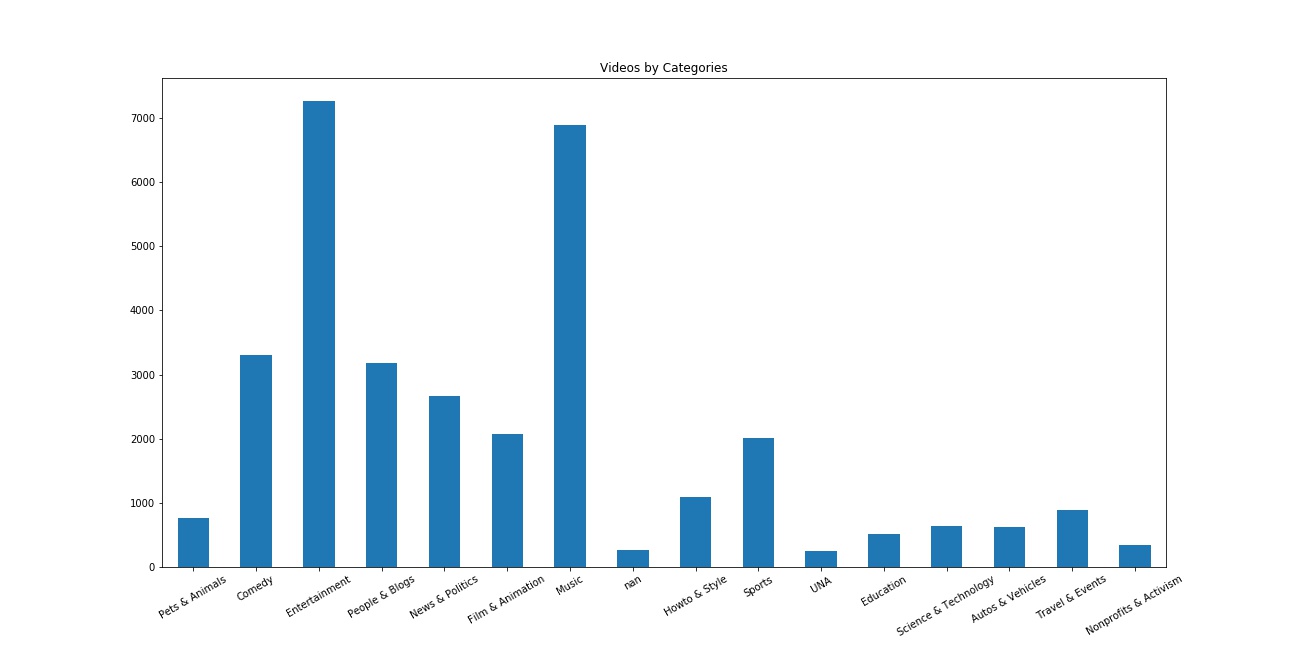 Videos by Categories
7000
6000
5000
4000
3000
2000
1000
0
Pets & Animals
Comedy
Entertainment
People & Blogs
News & Politics
Film & Animation
Music
nan
Howto & Style
Sports
UNA
Education
Science & Technology
Autos & Vehicles
Travel & Events
Nonprofits & Activism